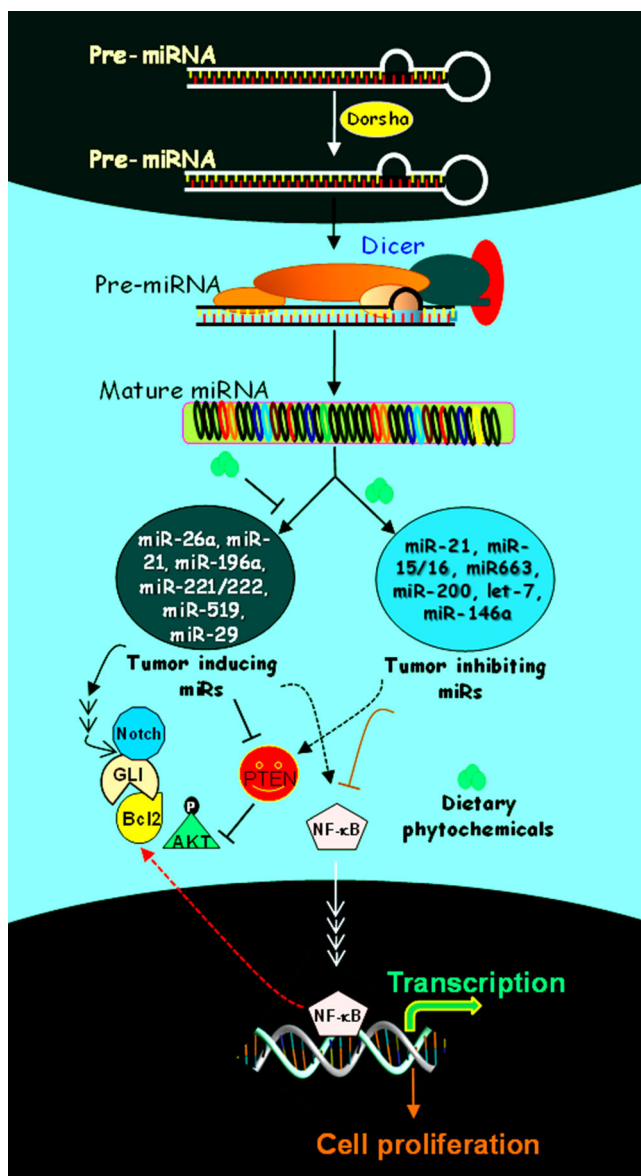 Pre-miRNA
Dorsha
Pre-miRNA
Dicer
Pre-miRNA
Mature miRNA
miR-26a, miR-
21, miR-196a,
miR-221/222,
miR-519,
miR-29
miR-21, miR-
15/16, miR663,
miR-200, let-7,
miR-146a
Tumor inducing
miRs
Tumor inhibiting
miRs
Notch
GLI
Bcl2
P
AKT
PTEN
NF-κB
Dietary
phytochemicals
Transcription
NF-κB
Cell proliferation